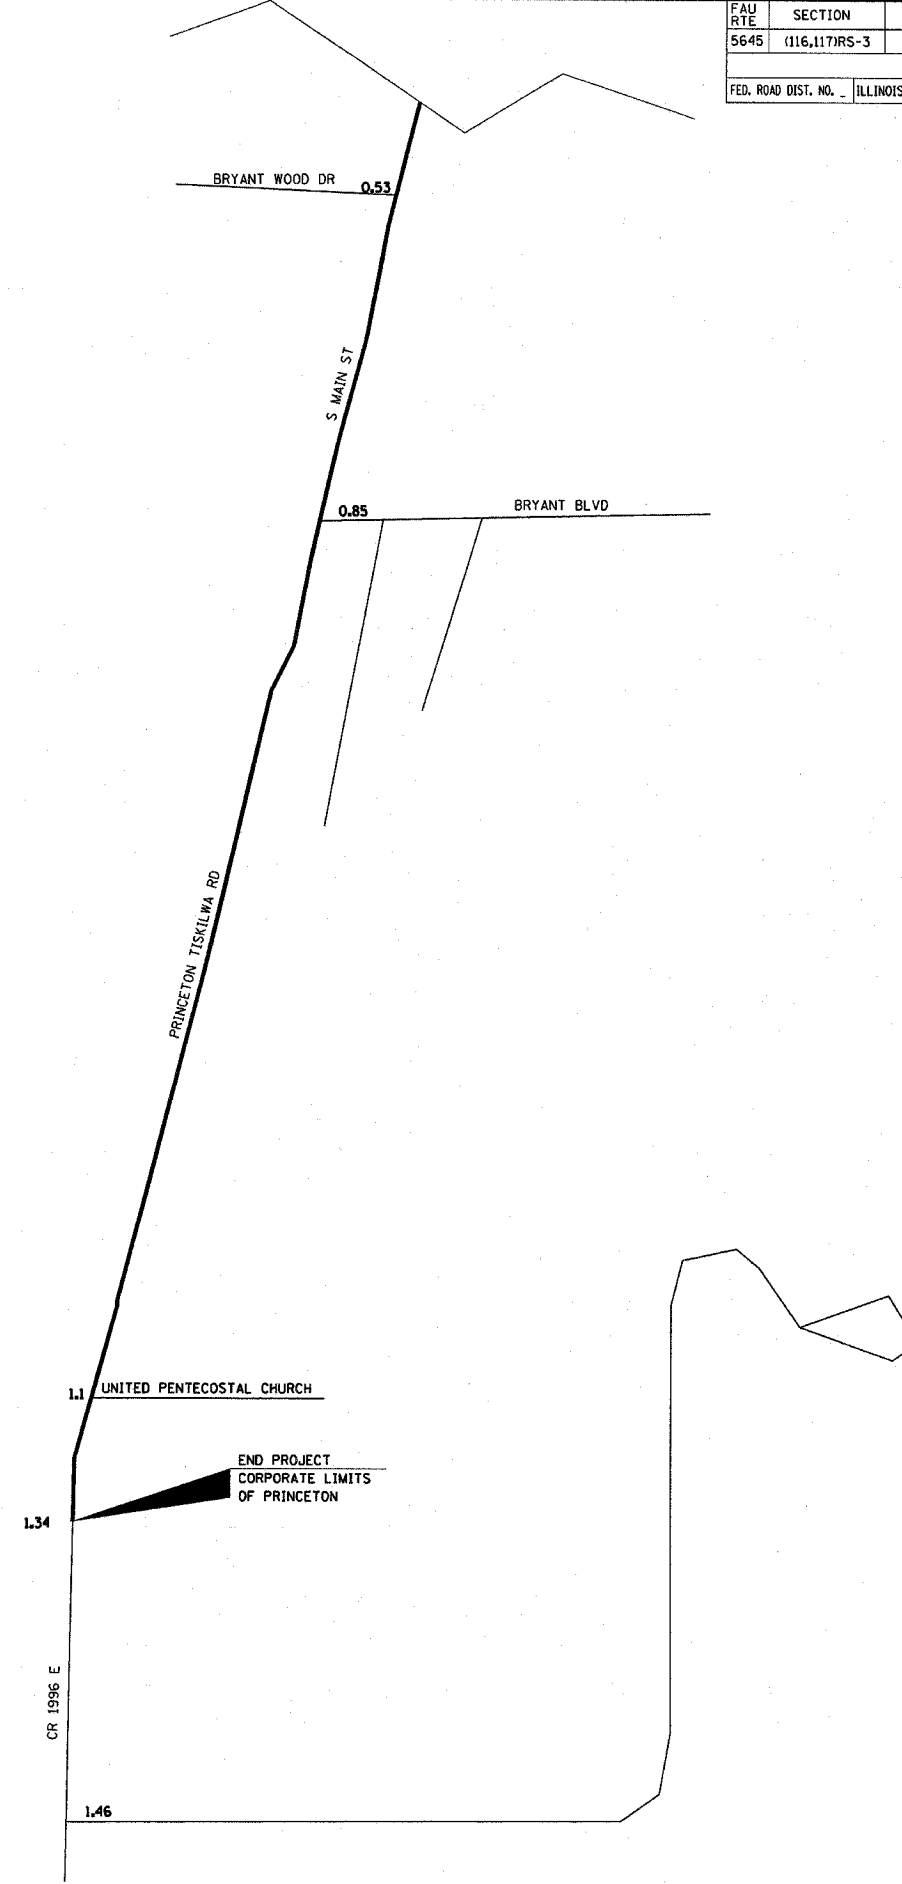 FAU
RTE
SECTION
5645 (116,117)RS-3
FED. ROAD DIST. NO. _ ILLINOIS
BRYANT WOOD DR
0.53
S MAIN ST
0.85
BRYANT BLVD
PRINCETON TISKILWA RD
1.1
UNITED PENTECOSTAL CHURCH
END PROJECT
CORPORATE LIMITS
OF PRINCETON
1.34
CR 1996 E
1.46